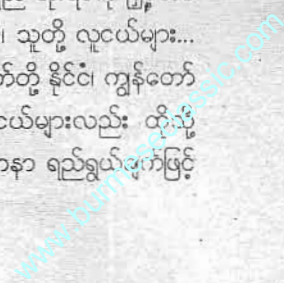 ၊ သူတို့ လူငယ်များ...
တ်တို့ နိုင်ငံ၊ ကျွန်တော်
ငယ်များလည်း ထိုသို့
ာနာ ရည်ရွယ်ချက်ဖြင့်
www.burmeseclassic.com